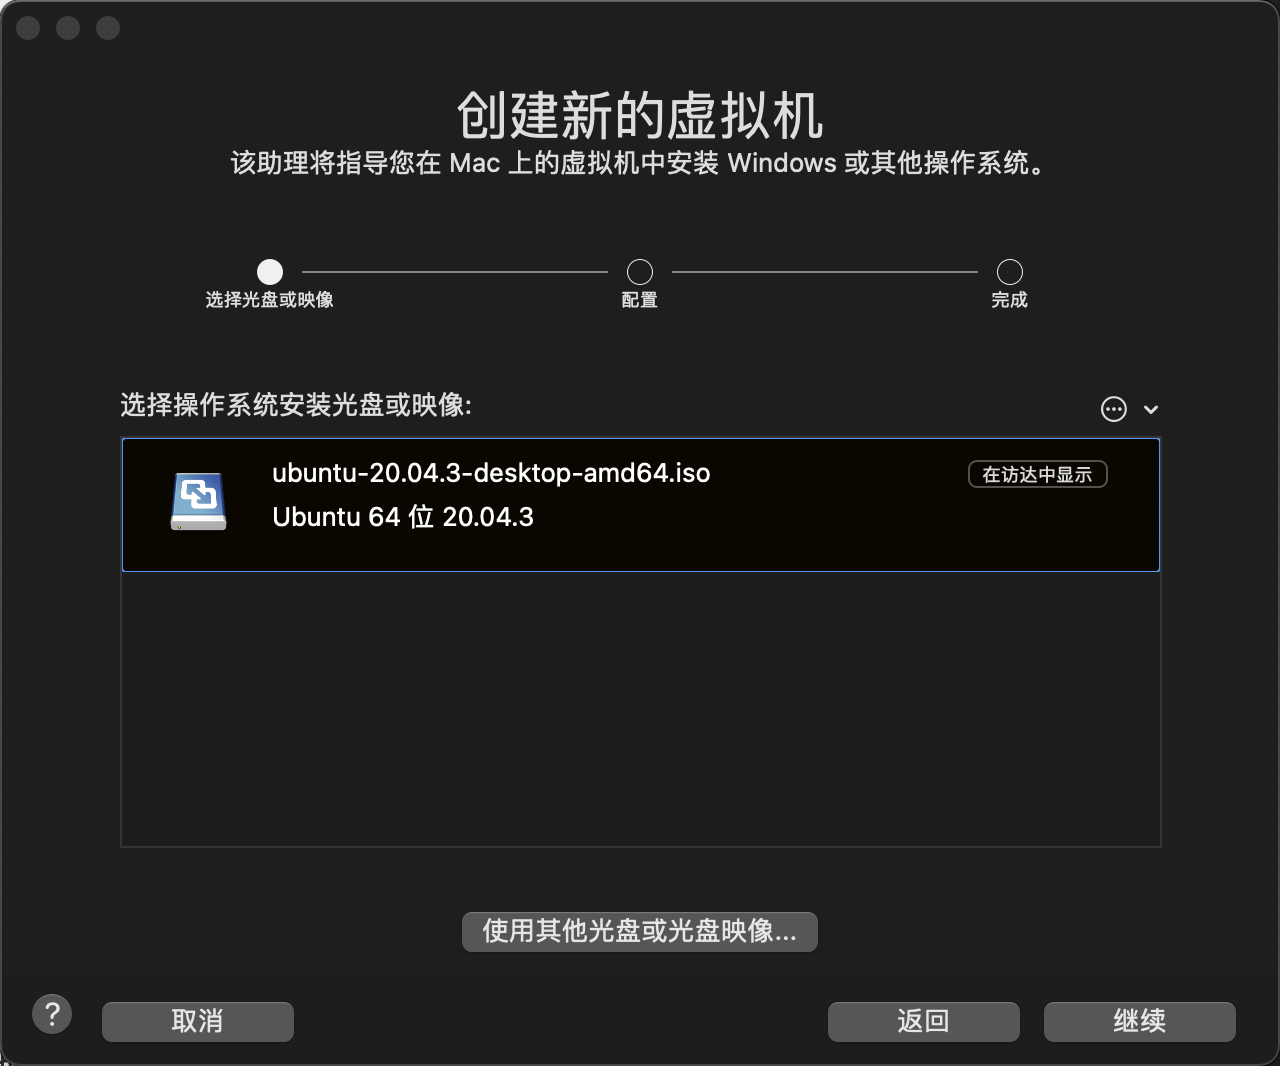 创建新的虚拟机
该助理将指导您在 Mac 上的虚拟机中安装 Windows 或其他操作系统。
选择光盘或映像
配置
完成
选择操作系统安装光盘或映像:
ubuntu-20.04.3-desktop-amd64.iso
在访达中显示
Ubuntu 64 位 20.04.3
使用其他光盘或光盘映像...
?
取消
返回
继续